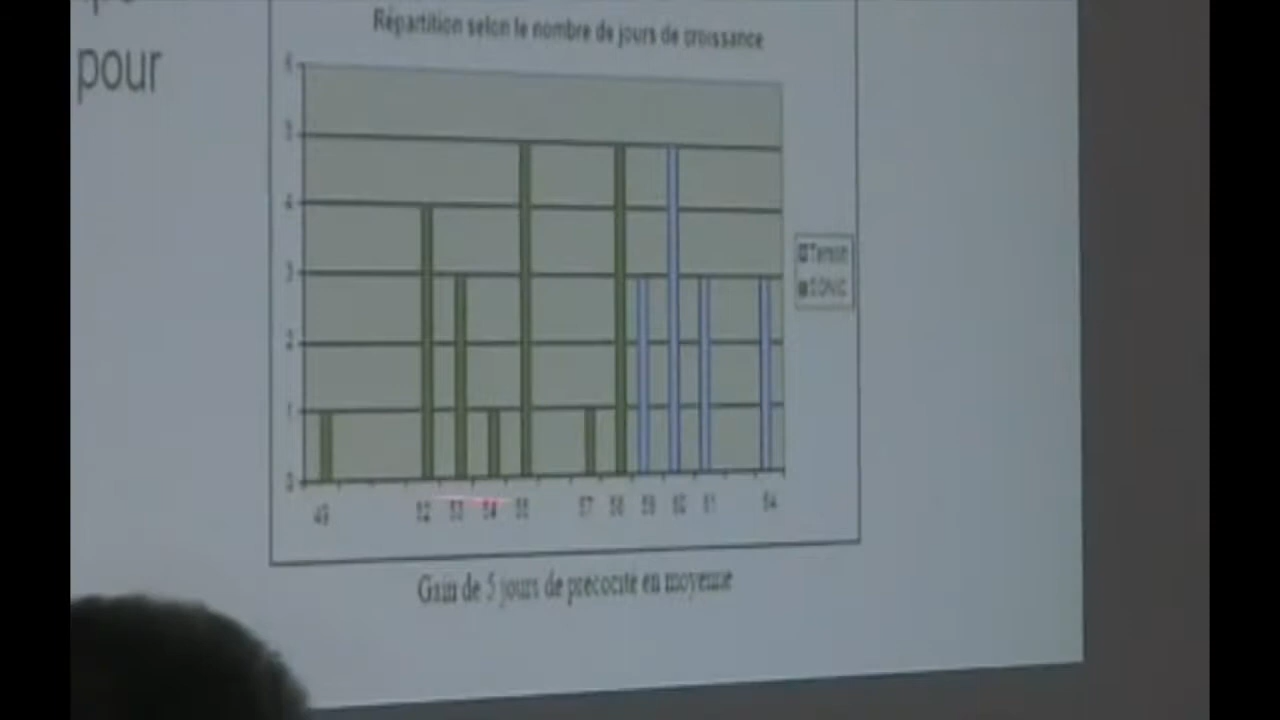 pour
Répartition selon le nombre de jours de croissance
5
4
3
2
1
0
49 52 53 54 55 57 58 59 60 61 64
Gain de 5 jours de précocité en moyenne